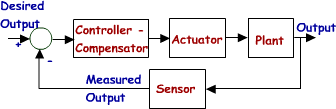 Desired
Output
+
-
Controller -
Compensator
Actuator
Plant
Output
Measured
Output
Sensor